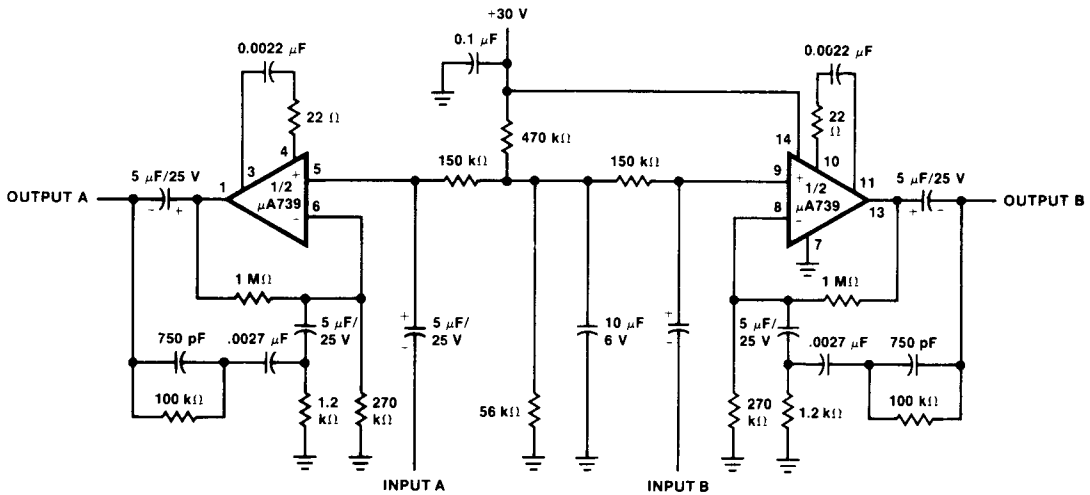 +30 V
0.1 μF
0.0022 μF
0.0022 μF
22 Ω
22
Ω
470 kΩ
14
4
10
3
5
150 kΩ
150 kΩ
9
11
5 μF/25 V
5 μF/25 V
OUTPUT A
- +
1
1/2
μA739
+
-
6
+
-
1/2
μA739
8
7
13
+ -
OUTPUT B
1 MΩ
1 MΩ
5 μF/
25 V
+
-
5 μF/
25 V
10 μF
6 V
+
-
5 μF/
25 V
750 pF
.0027 μF
.0027 μF
750 pF
100 kΩ
1.2
kΩ
270
kΩ
56 kΩ
270
kΩ
1.2 kΩ
100 kΩ
INPUT A
INPUT B